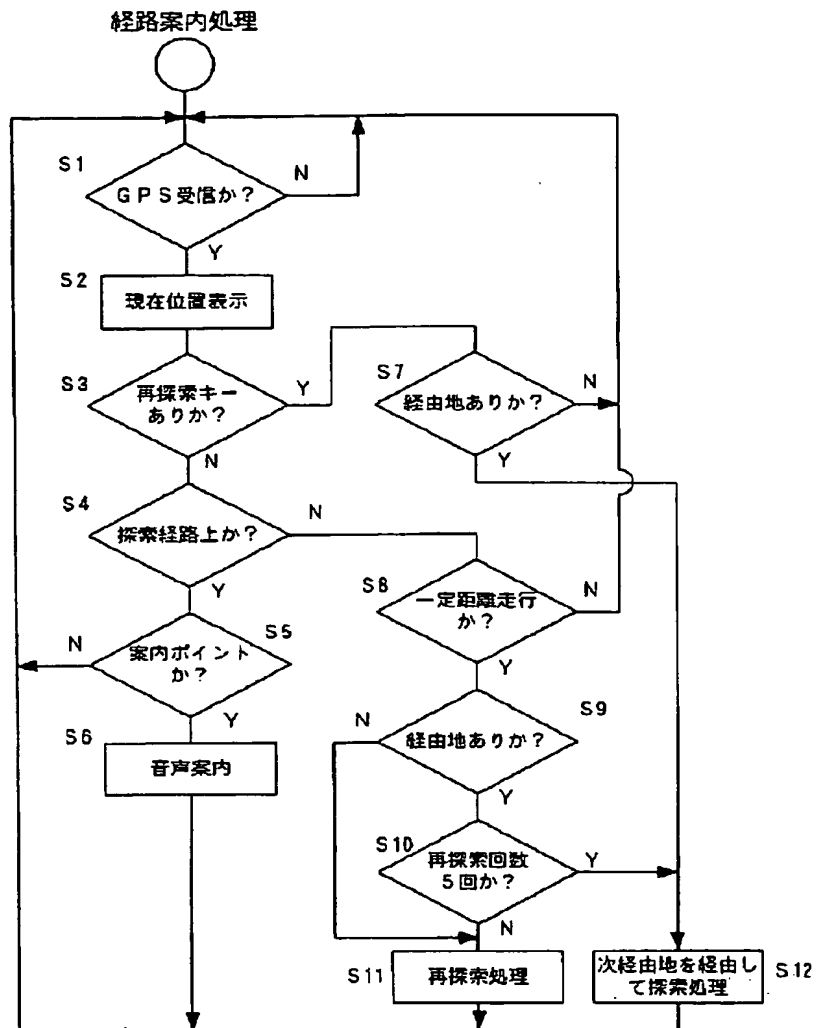 経路案内処理
S1
GPS受信か?
N
Y
S2
現在位置表示
S3
再探索キー
ありか?
Y
N
S7
経由地ありか?
N
Y
S4
探索経路上か?
N
Y
S8
一定距離走行
か?
N
Y
S5
案内ポイント
か?
N
Y
S6
音声案内
S9
経由地ありか?
N
Y
S10
再探索回数
5回か?
Y
N
S11
再探索処理
次経由地を経由し
て探索処理
S12